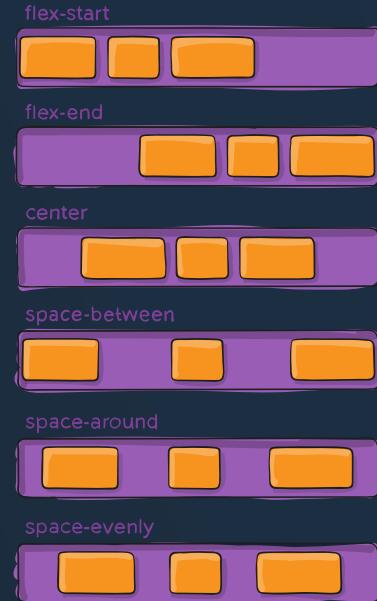 flex-start
flex-end
center
space-between
space-around
space-evenly